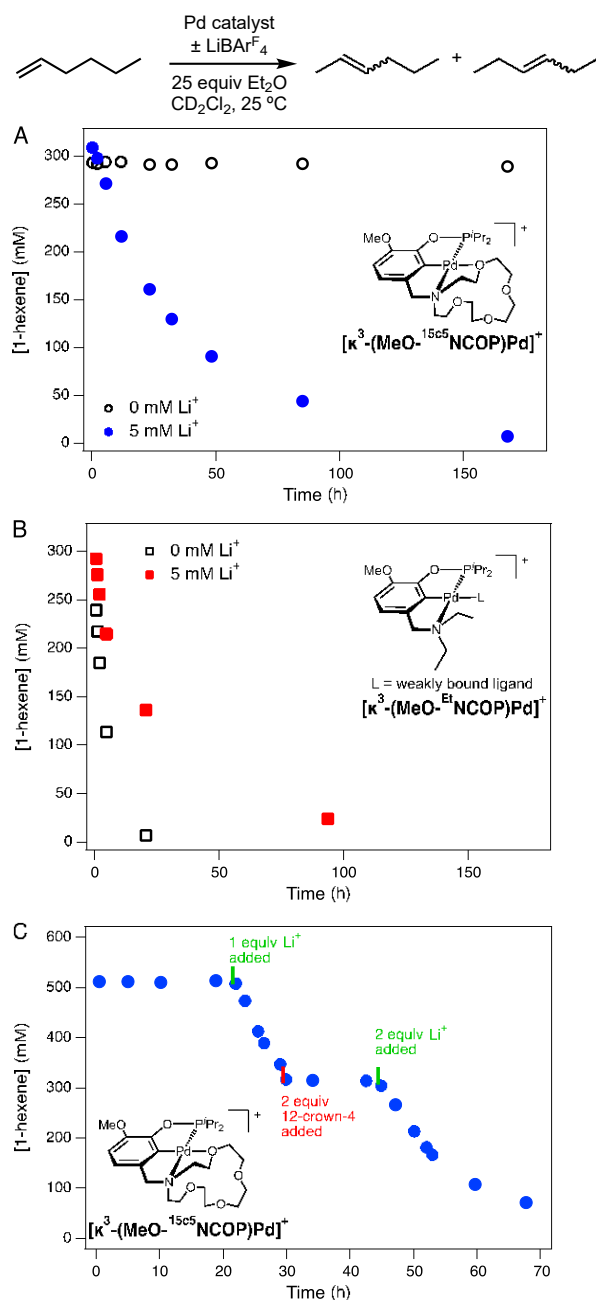 Pd catalyst
± LiBArF4
25 equiv Et2O
CD2Cl2, 25 ºC
+
A
[1-hexene] (mM)
300
250
200
150
100
50
0
0 mM Li+
5 mM Li+
MeO
O
PiPr2
+
Pd
O
N
O
O
O
[κ3-(MeO-15c5NCOP)Pd]+
0
50
100
150
Time (h)
B
[1-hexene] (mM)
300
250
200
150
100
50
0
0 mM Li+
5 mM Li+
MeO
O
PiPr2
+
Pd
L
N
L = weakly bound ligand
[κ3-(MeO-EtNCOP)Pd]+
0
50
100
150
Time (h)
C
[1-hexene] (mM)
600
500
400
300
200
100
0
1 equlv Li+
added
2 equiv Li+
added
2 equiv
12-crown-4
added
MeO
O
PiPr2
+
Pd
O
N
O
O
O
[κ3-(MeO-15c5NCOP)Pd]+
0
10
20
30
40
50
60
70
Time (h)